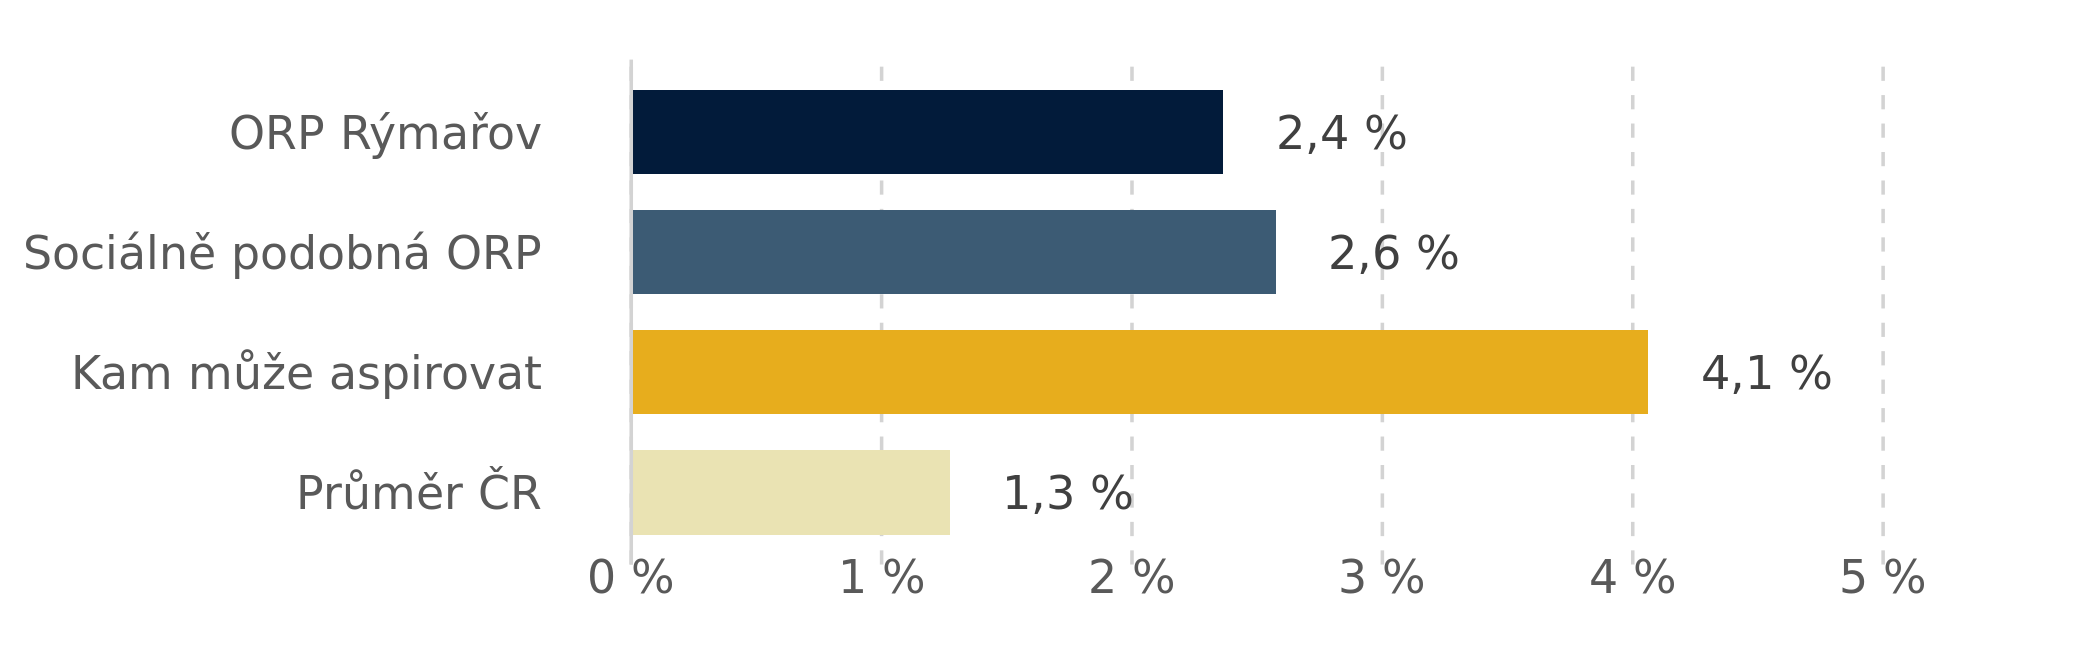 ORP Rýmařov
2,4 %
Sociálně podobná ORP
2,6 %
Kam může aspirovat
4,1 %
Průměr ČR
1,3 %
0 % 1 % 2 % 3 % 4 % 5 %